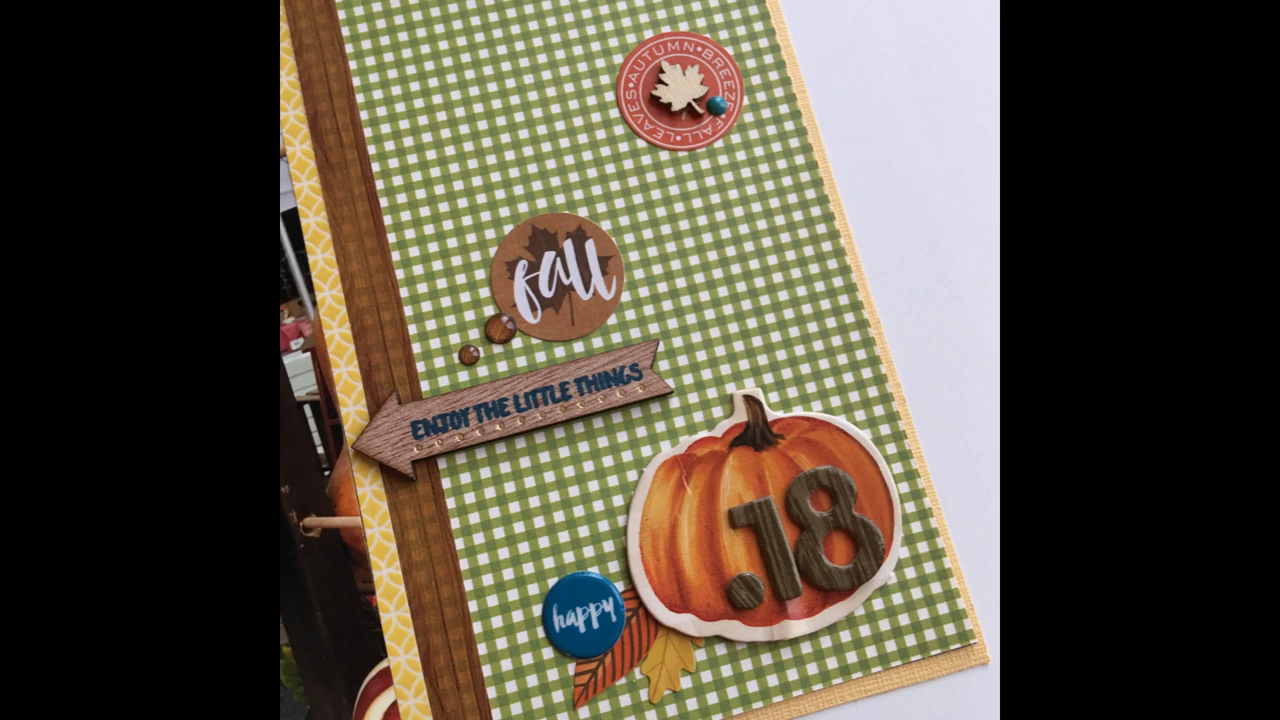 AUTUMN • BREEZE • FALL • LEAVES •
fall
ENJOY THE LITTLE THINGS
.18
happy